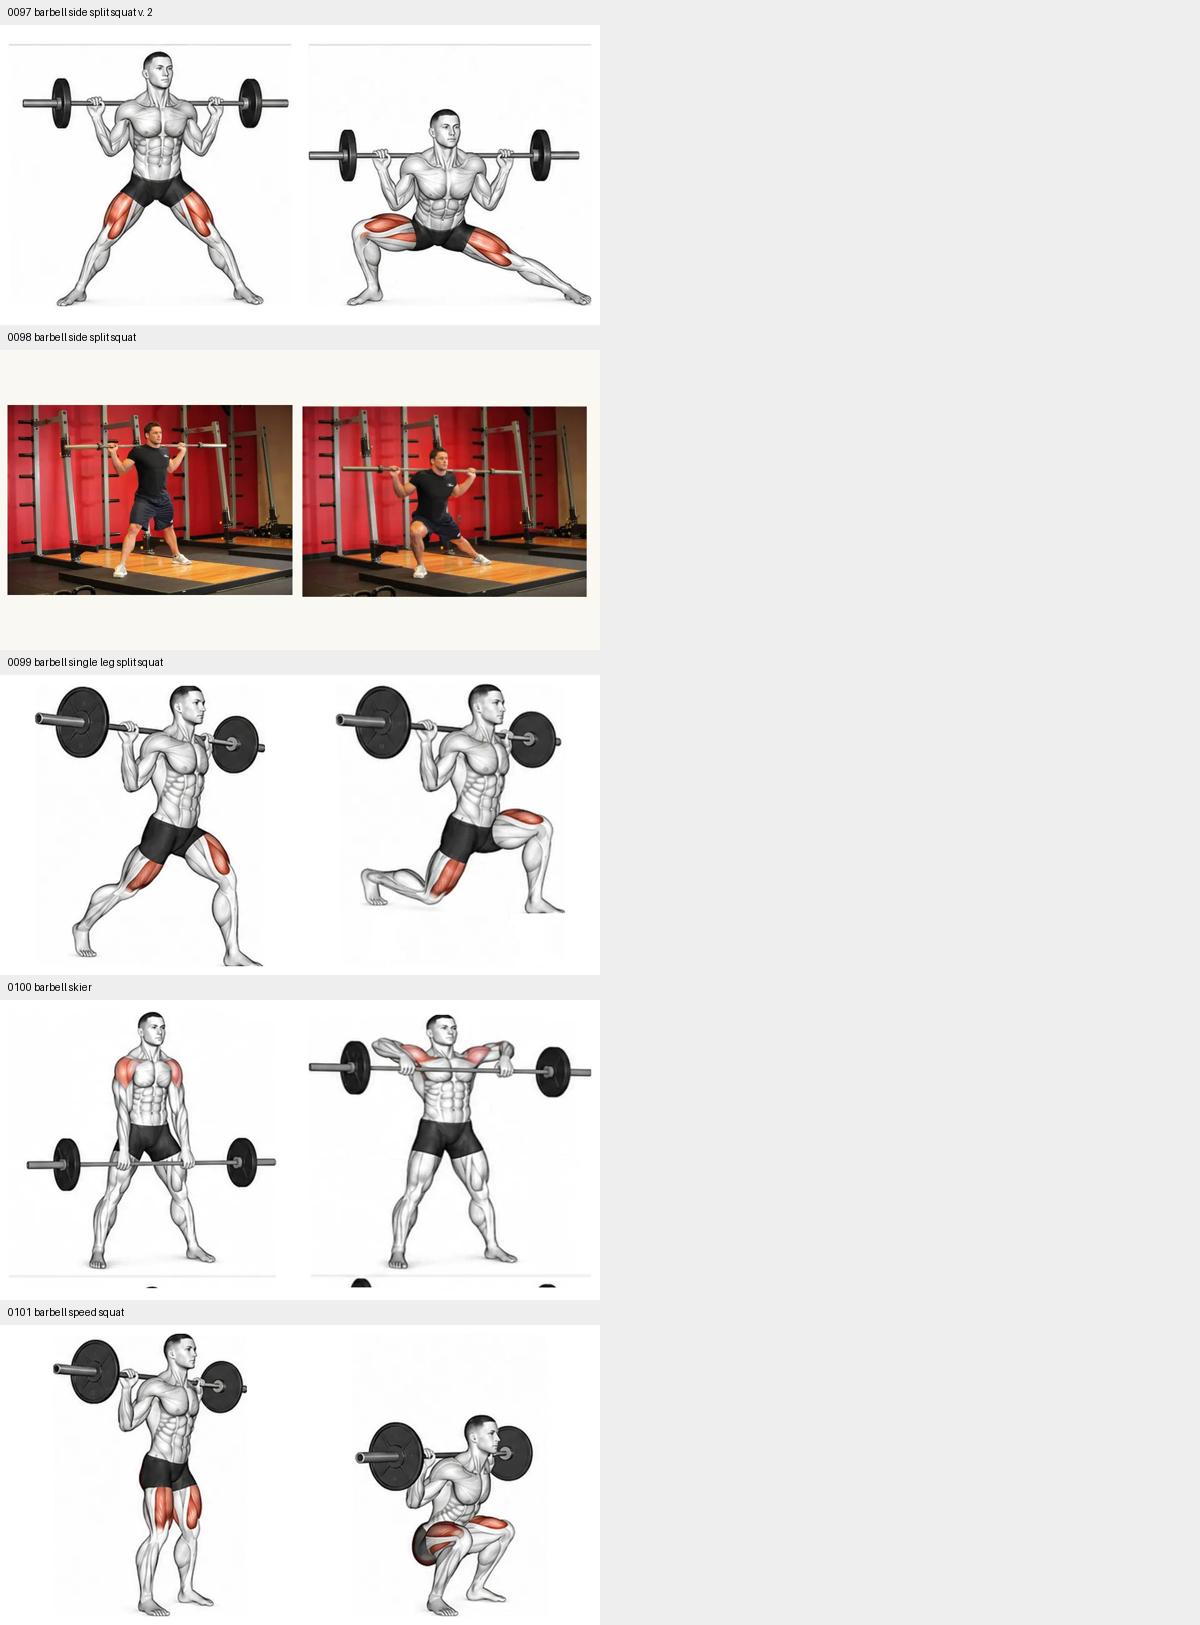 0097 barbell side split squat v. 2
0098 barbell side split squat
0099 barbell single leg split squat
0100 barbell skier
0101 barbell speed squat